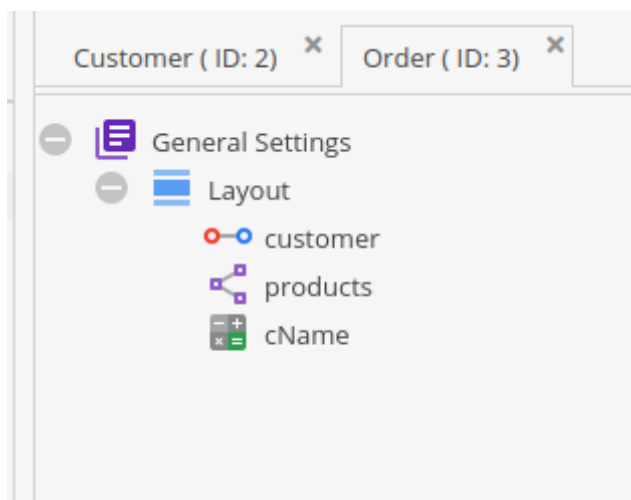 Customer ( ID: 2) Order ( ID: 3)
General Settings
Layout
customer
products
cName